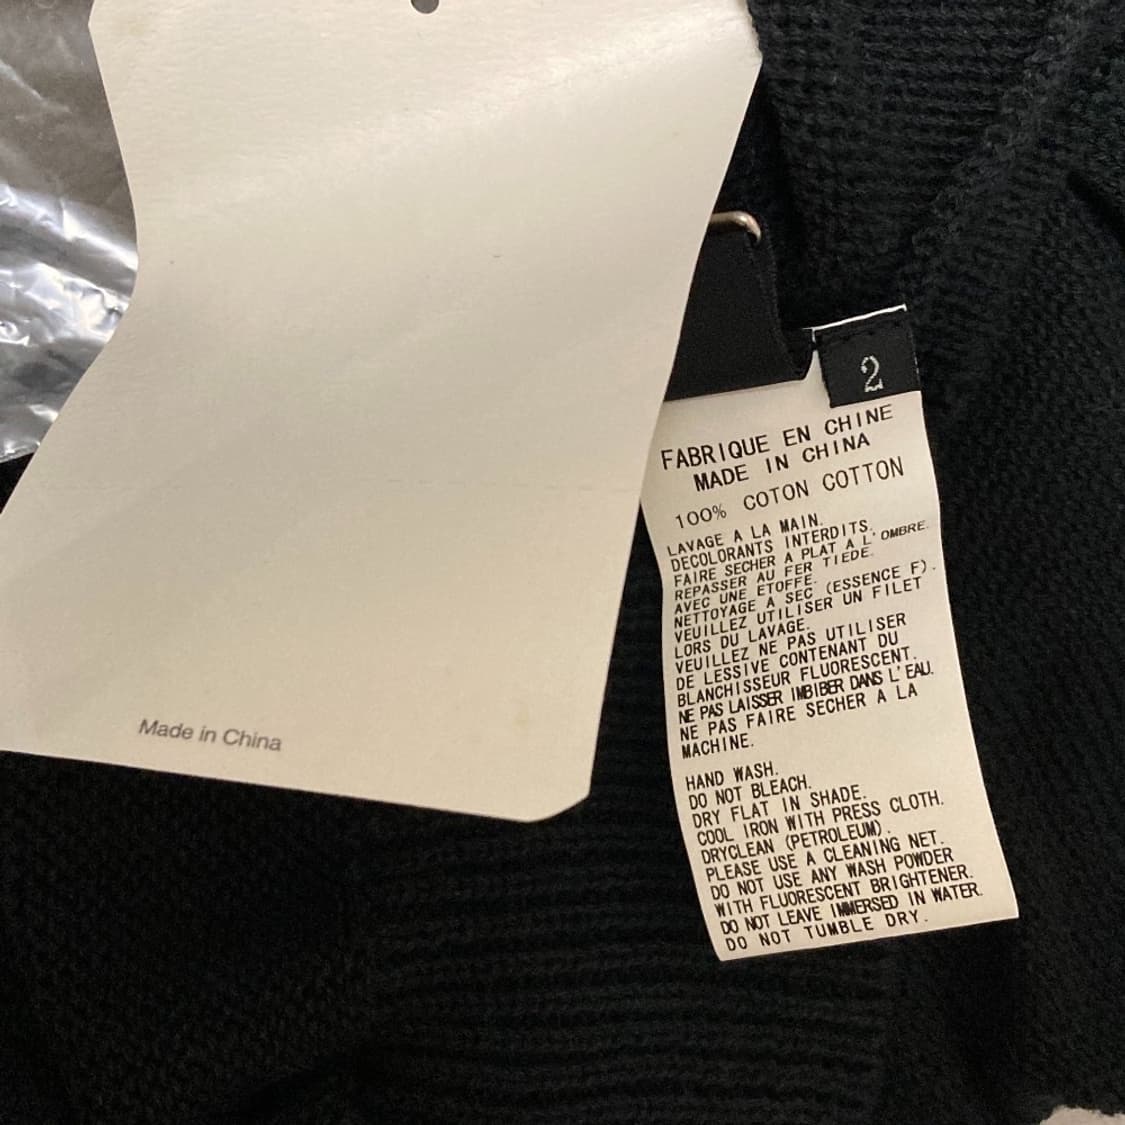 2
FABRIQUE EN CHINE
MADE IN CHINA
100% COTON COTTON
LAVAGE A LA MAIN.
DECOLORANTS INTERDITS.
FAIRE SECHER A PLAT A L'OMBRE.
REPASSER AU FER TIEDE.
AVEC UNE ETOFFE.
NETTOYAGE A SEC (ESSENCE F).
VEUILLEZ UTILISER UN FILET
LORS DU LAVAGE.
VEUILLEZ NE PAS UTILISER
DE LESSIVE CONTENANT DU
BLANCHISSEUR FLUORESCENT.
NE PAS LAISSER IMBIBER DANS L'EAU.
NE PAS FAIRE SECHER A LA
MACHINE.
HAND WASH.
DO NOT BLEACH.
DRY FLAT IN SHADE.
COOL IRON WITH PRESS CLOTH.
DRYCLEAN (PETROLEUM).
PLEASE USE A CLEANING NET.
DO NOT USE ANY WASH POWDER
WITH FLUORESCENT BRIGHTENER.
DO NOT LEAVE IMMERSED IN WATER.
DO NOT TUMBLE DRY.
Made in China